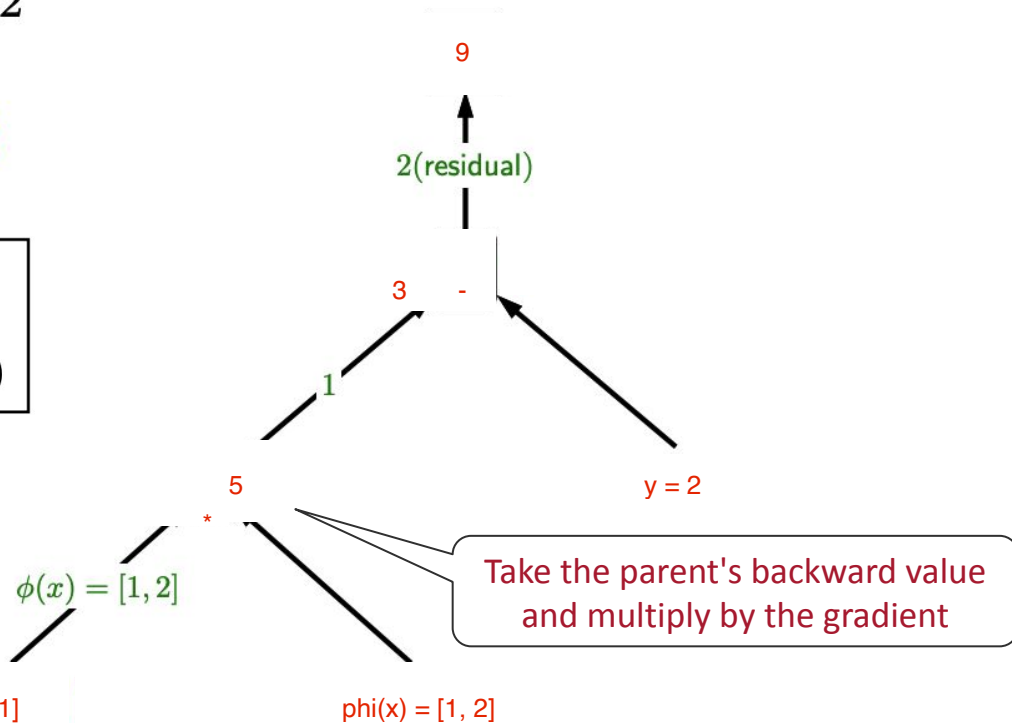 2
9
2(residual)
)
3 -
1
5
y = 2
*
ϕ(x) = [1, 2]
Take the parent's backward value
and multiply by the gradient
1]
phi(x) = [1, 2]